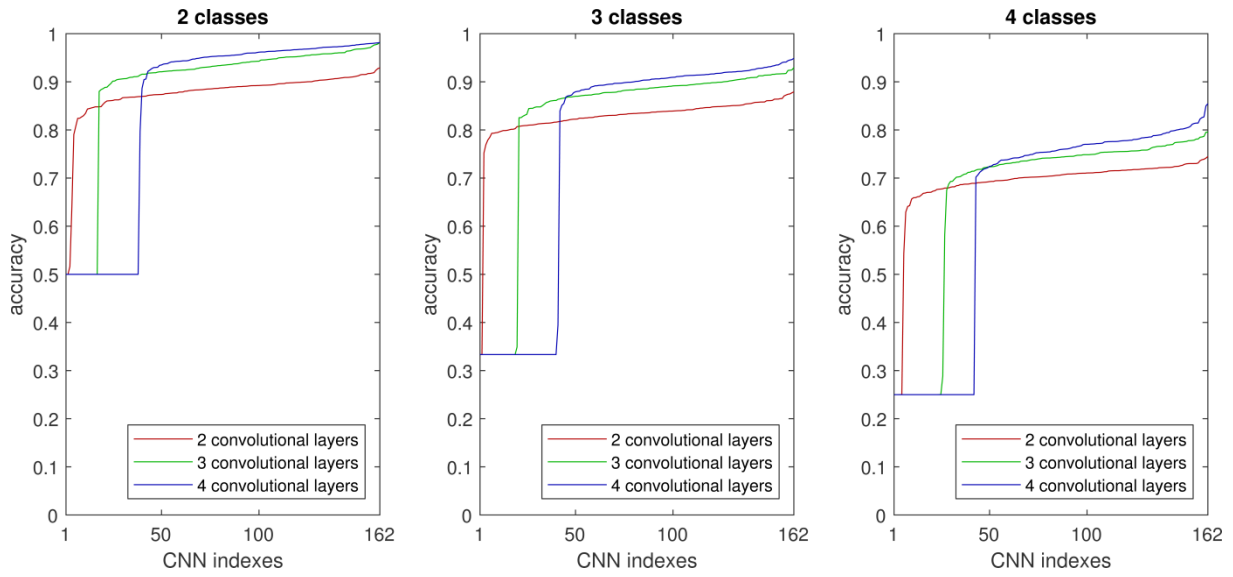 2 classes
1
0.9
0.8
0.7
0.6
0.5
0.4
0.3
0.2
0.1
0
accuracy
2 convolutional layers
3 convolutional layers
4 convolutional layers
1
50
100
162
CNN indexes
3 classes
1
0.9
0.8
0.7
0.6
0.5
0.4
0.3
0.2
0.1
0
accuracy
2 convolutional layers
3 convolutional layers
4 convolutional layers
1
50
100
162
CNN indexes
4 classes
1
0.9
0.8
0.7
0.6
0.5
0.4
0.3
0.2
0.1
0
accuracy
2 convolutional layers
3 convolutional layers
4 convolutional layers
1
50
100
162
CNN indexes